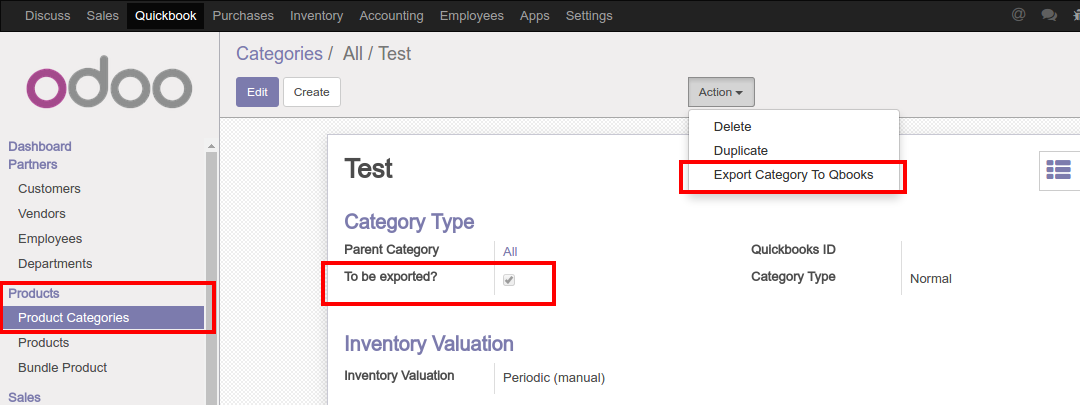 Discuss Sales Quickbook Purchases Inventory Accounting Employees Apps Settings @
odoo
Dashboard
Partners
Customers
Vendors
Employees
Departments
Products
Product Categories
Products
Bundle Product
Sales
Categories / All / Test
Edit Create Action
Delete
Duplicate
Export Category To Qbooks
Test
Category Type
Parent Category All Quickbooks ID
To be exported? Category Type Normal
Inventory Valuation
Inventory Valuation Periodic (manual)